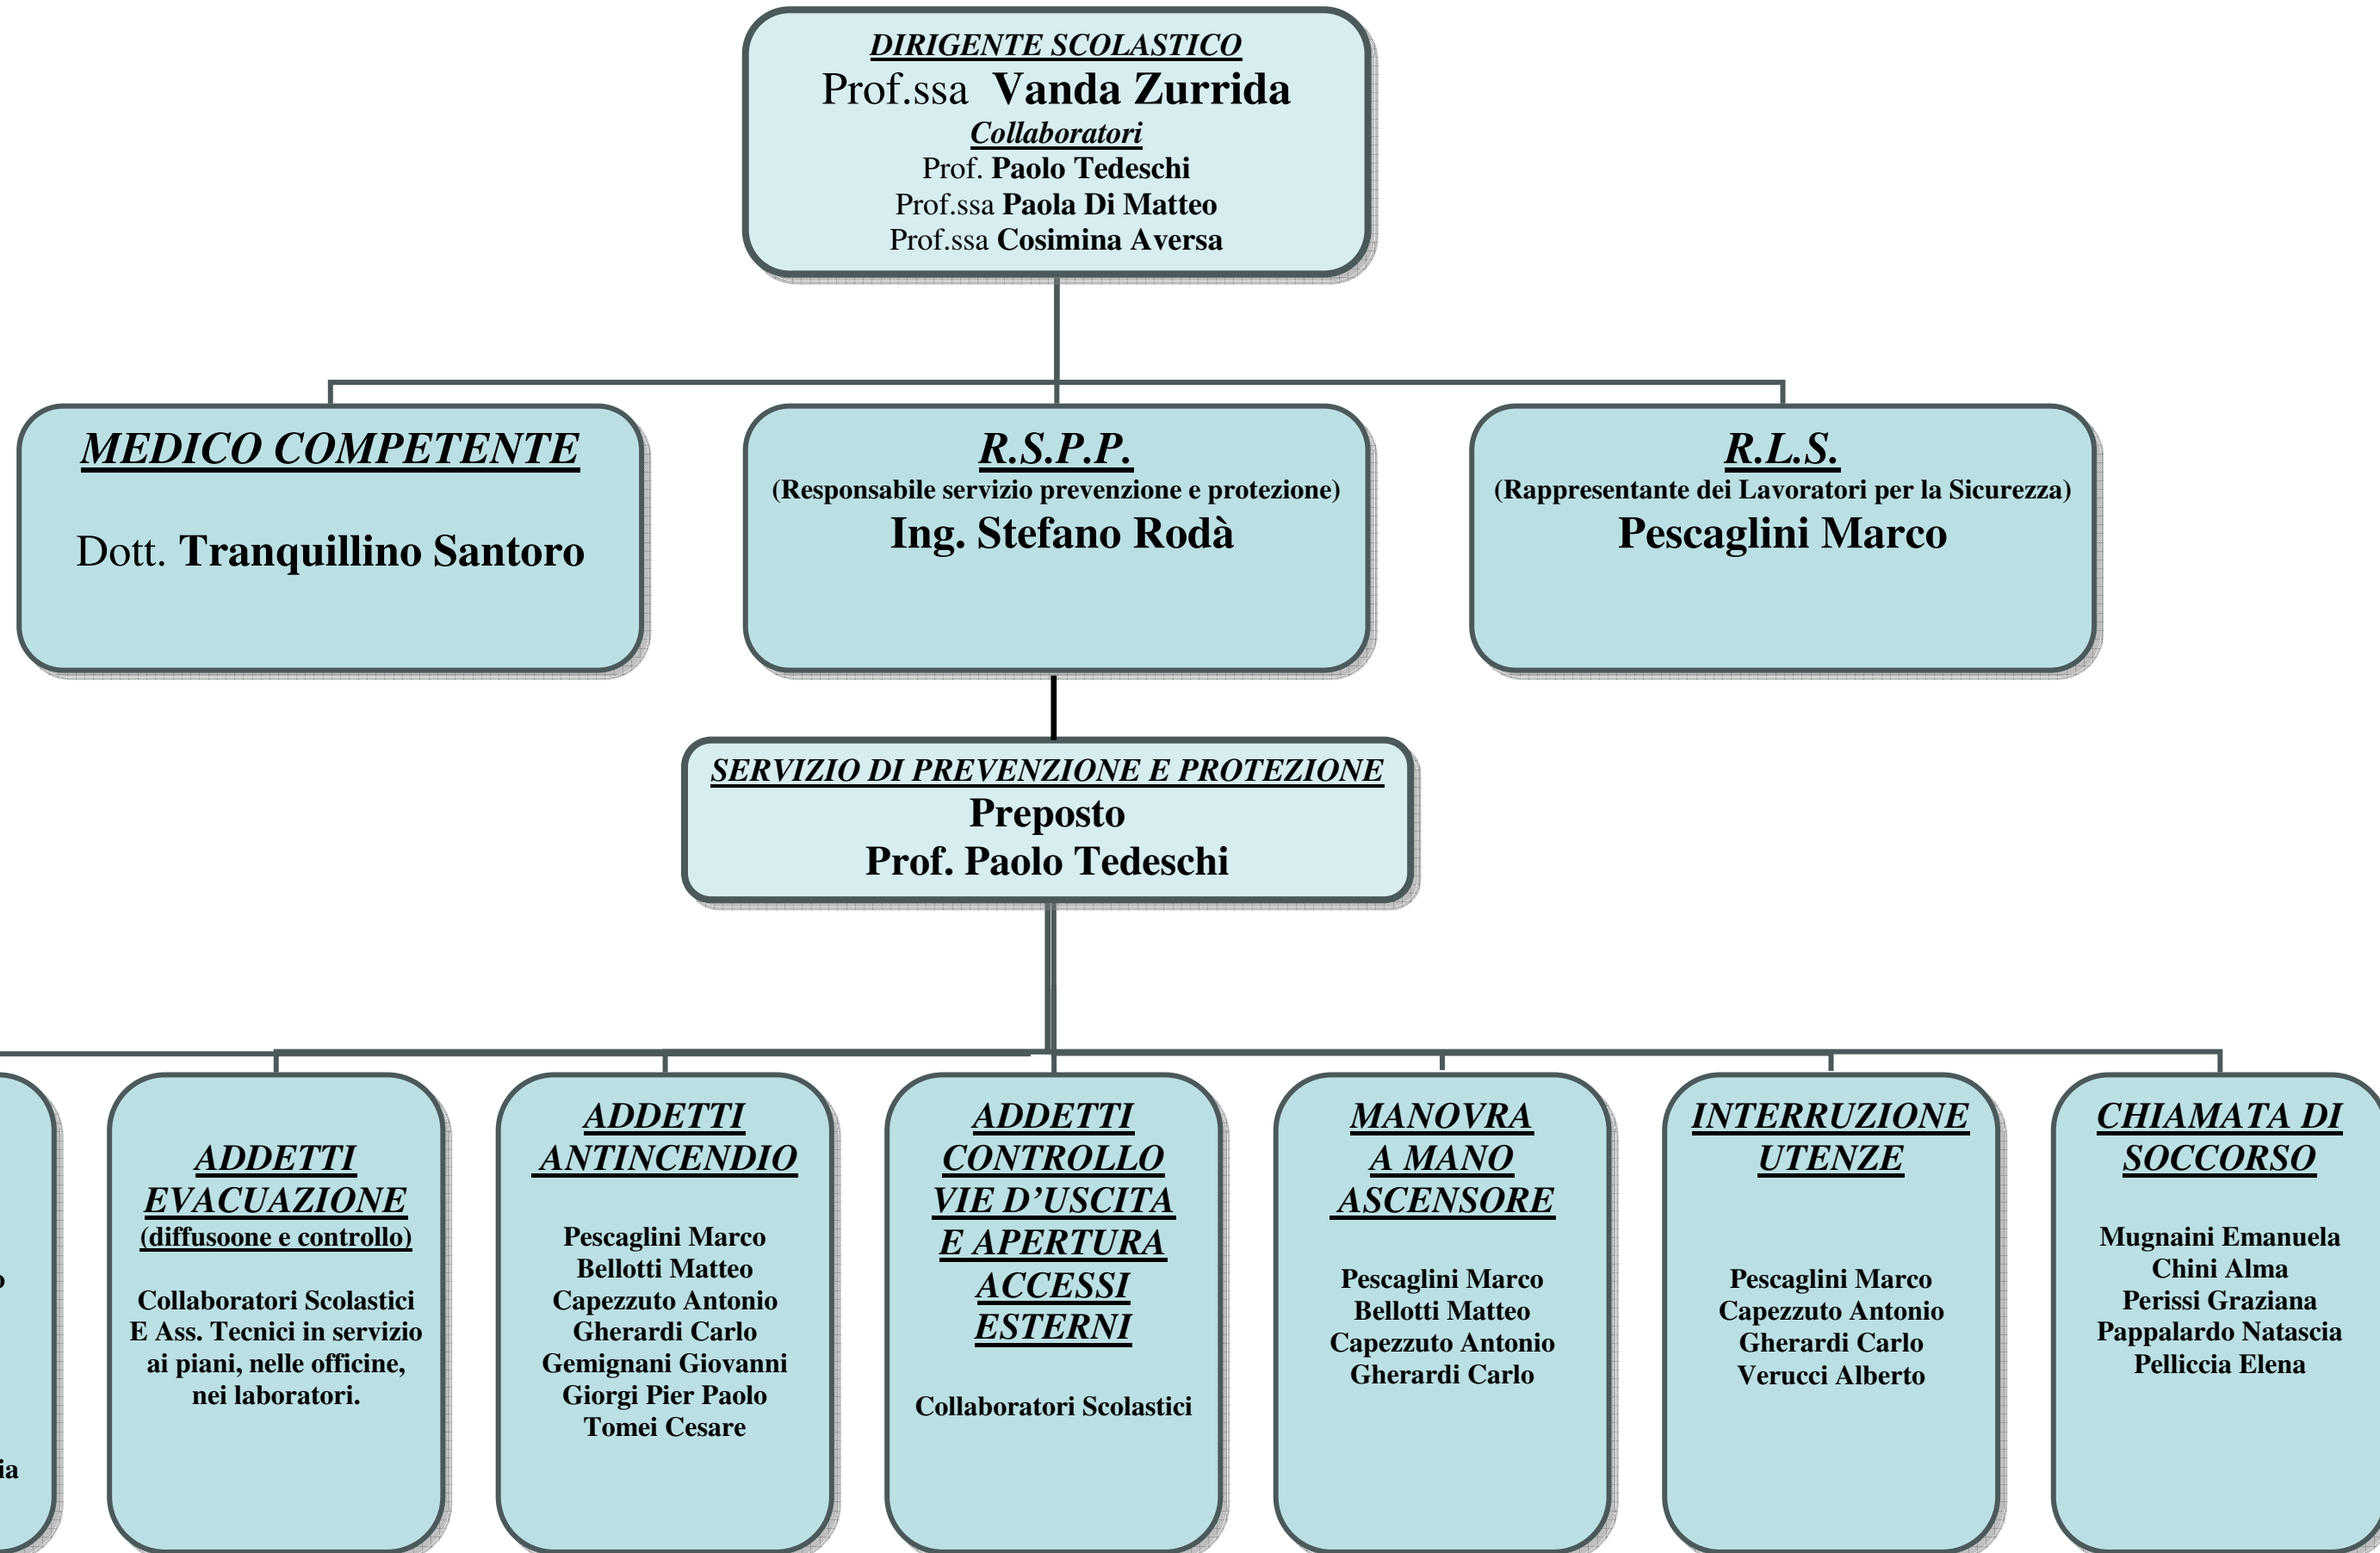 DIRIGENTE SCOLASTICO
Prof.ssa Vanda Zurrida
Collaboratori
Prof. Paolo Tedeschi
Prof.ssa Paola Di Matteo
Prof.ssa Cosimina Aversa
MEDICO COMPETENTE
Dott. Tranquillino Santoro
R.S.P.P.
(Responsabile servizio prevenzione e protezione)
Ing. Stefano Rodà
R.L.S.
(Rappresentante dei Lavoratori per la Sicurezza)
Pescaglini Marco
SERVIZIO DI PREVENZIONE E PROTEZIONE
Preposto
Prof. Paolo Tedeschi
ADDETTI
EVACUAZIONE
(diffusoone e controllo)
Collaboratori Scolastici
E Ass. Tecnici in servizio
ai piani, nelle officine,
nei laboratori.
ADDETTI
ANTINCENDIO
Pescaglini Marco
Bellotti Matteo
Capezzuto Antonio
Gherardi Carlo
Gemignani Giovanni
Giorgi Pier Paolo
Tomei Cesare
ADDETTI
CONTROLLO
VIE D’USCITA
E APERTURA
ACCESSI
ESTERNI
Collaboratori Scolastici
MANOVRA
A MANO
ASCENSORE
Pescaglini Marco
Bellotti Matteo
Capezzuto Antonio
Gherardi Carlo
INTERRUZIONE
UTENZE
Pescaglini Marco
Capezzuto Antonio
Gherardi Carlo
Verucci Alberto
CHIAMATA DI
SOCCORSO
Mugnaini Emanuela
Chini Alma
Perissi Graziana
Pappalardo Natascia
Pelliccia Elena